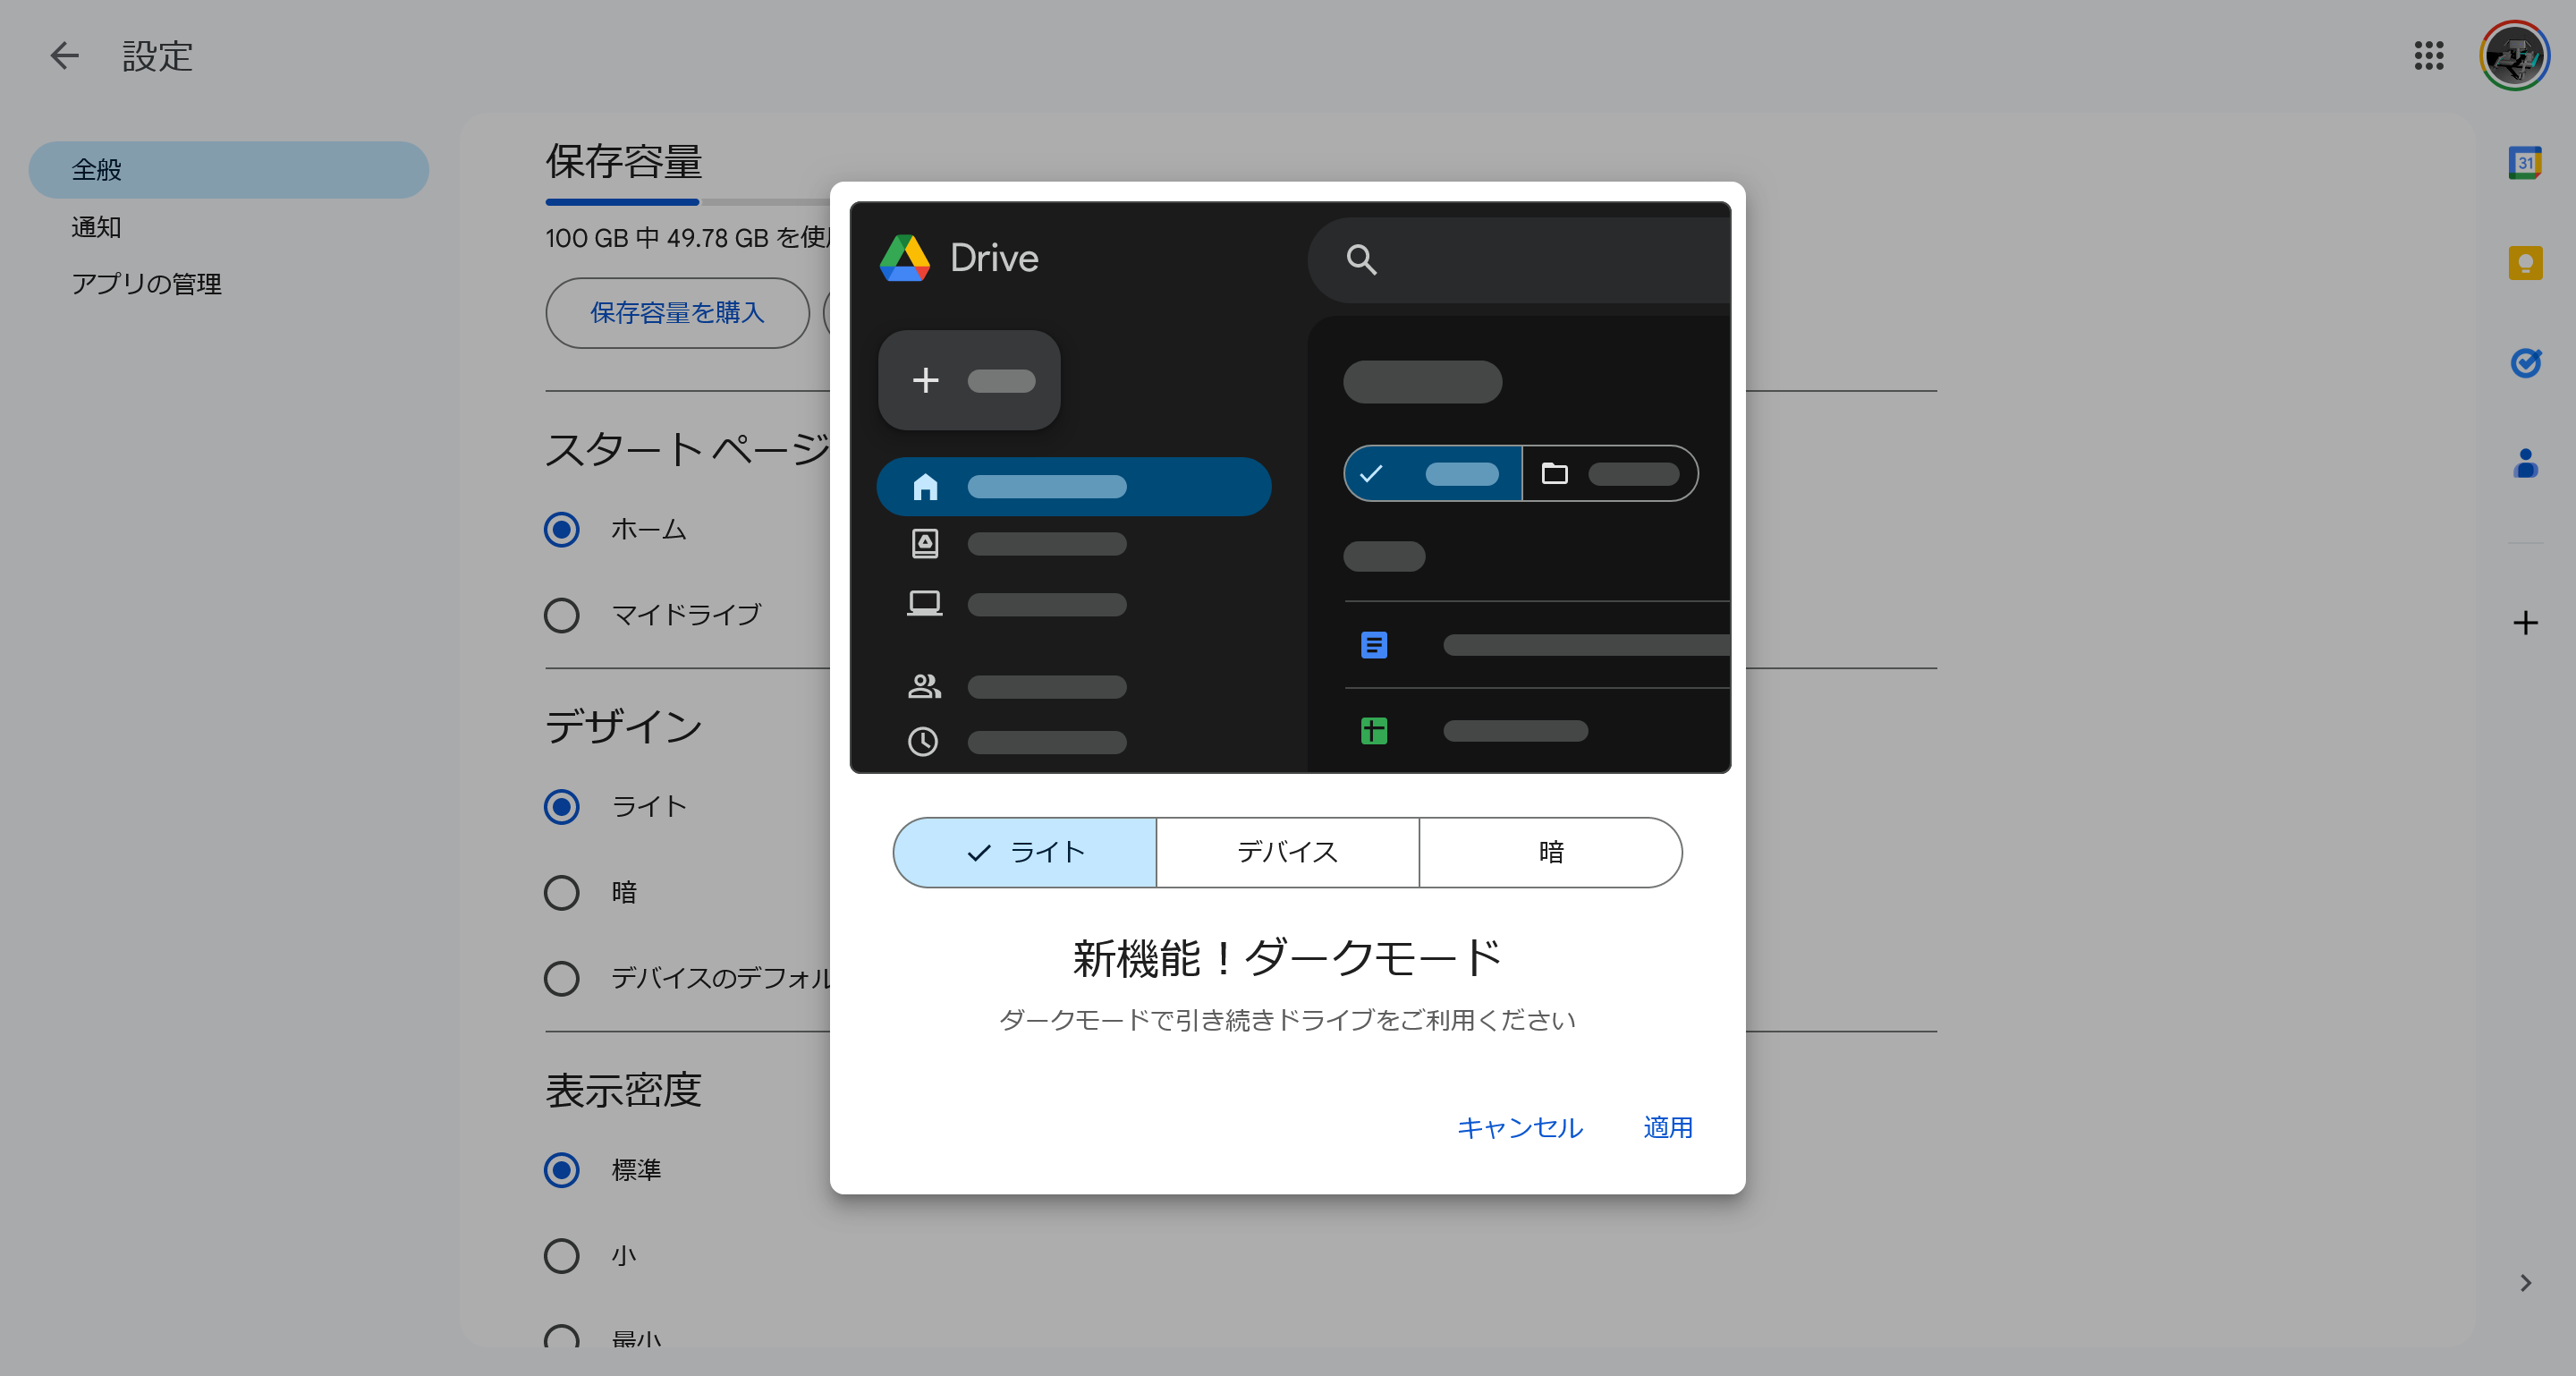 設定
全般
通知
アプリの管理
保存容量
100 GB 中 49.78 GB を使
保存容量を購入
スタート ページ
ホーム
マイドライブ
デザイン
ライト
暗
デバイスのデフォル
表示密度
標準
小
最小
Drive
ライト
デバイス
暗
新機能！ダークモード
ダークモードで引き続きドライブをご利用ください
キャンセル
適用
31